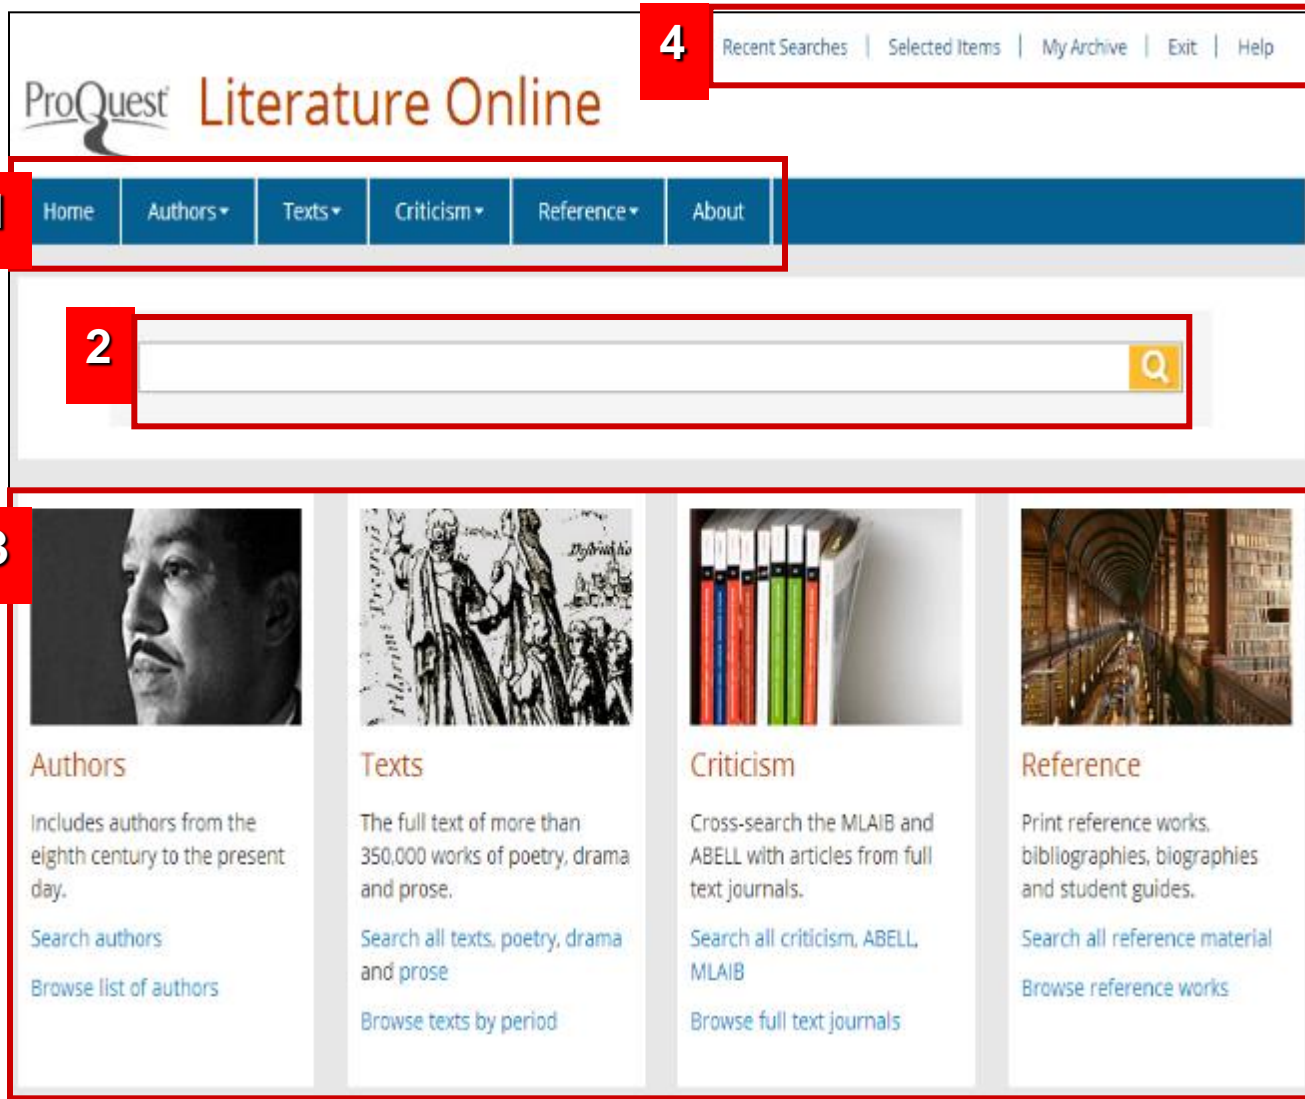 4
Recent Searches | Selected Items | My Archive | Exit | Help
ProQuest Literature Online
1
Home Authors Texts Criticism Reference About
2
3
Authors
Includes authors from the
eighth century to the present
day.
Search authors
Browse list of authors
Texts
The full text of more than
350,000 works of poetry, drama
and prose.
Search all texts, poetry, drama
and prose
Browse texts by period
Criticism
Cross-search the MLAIB and
ABELL with articles from full
text journals.
Search all criticism, ABELL,
MLAIB
Browse full text journals
Reference
Print reference works,
bibliographies, biographies
and student guides.
Search all reference material
Browse reference works